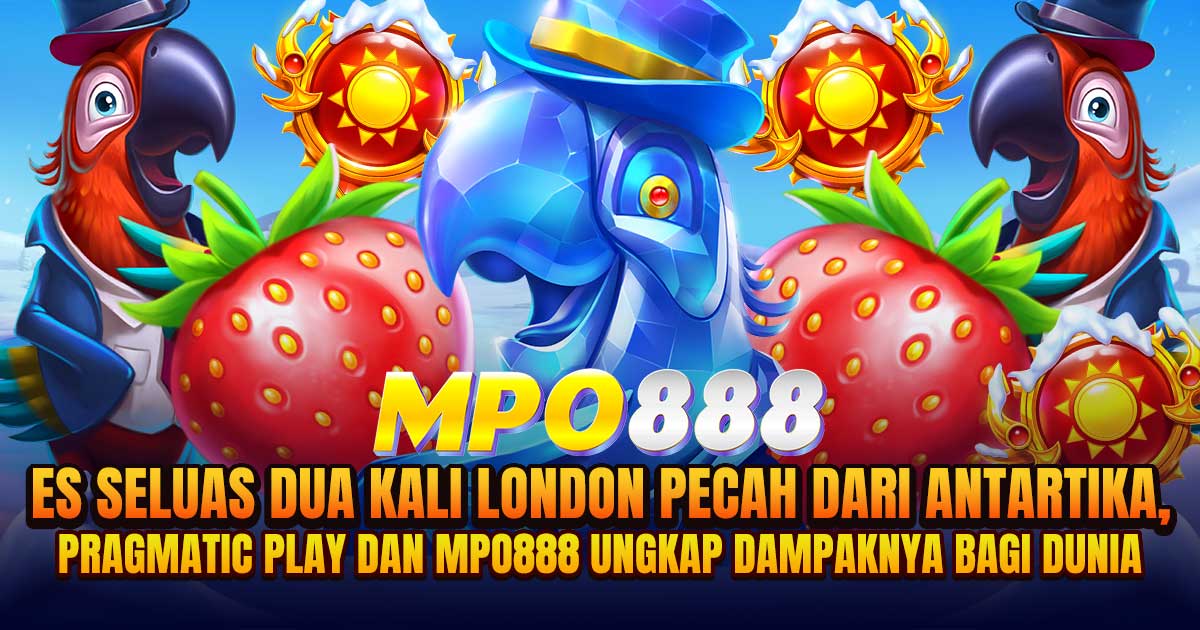 MPO888
ES SELUAS DUA KALI LONDON PECAH DARI ANTARTIKA,
PRAGMATIC PLAY DAN MPO888 UNGKAP DAMPAKNYA BAGI DUNIA